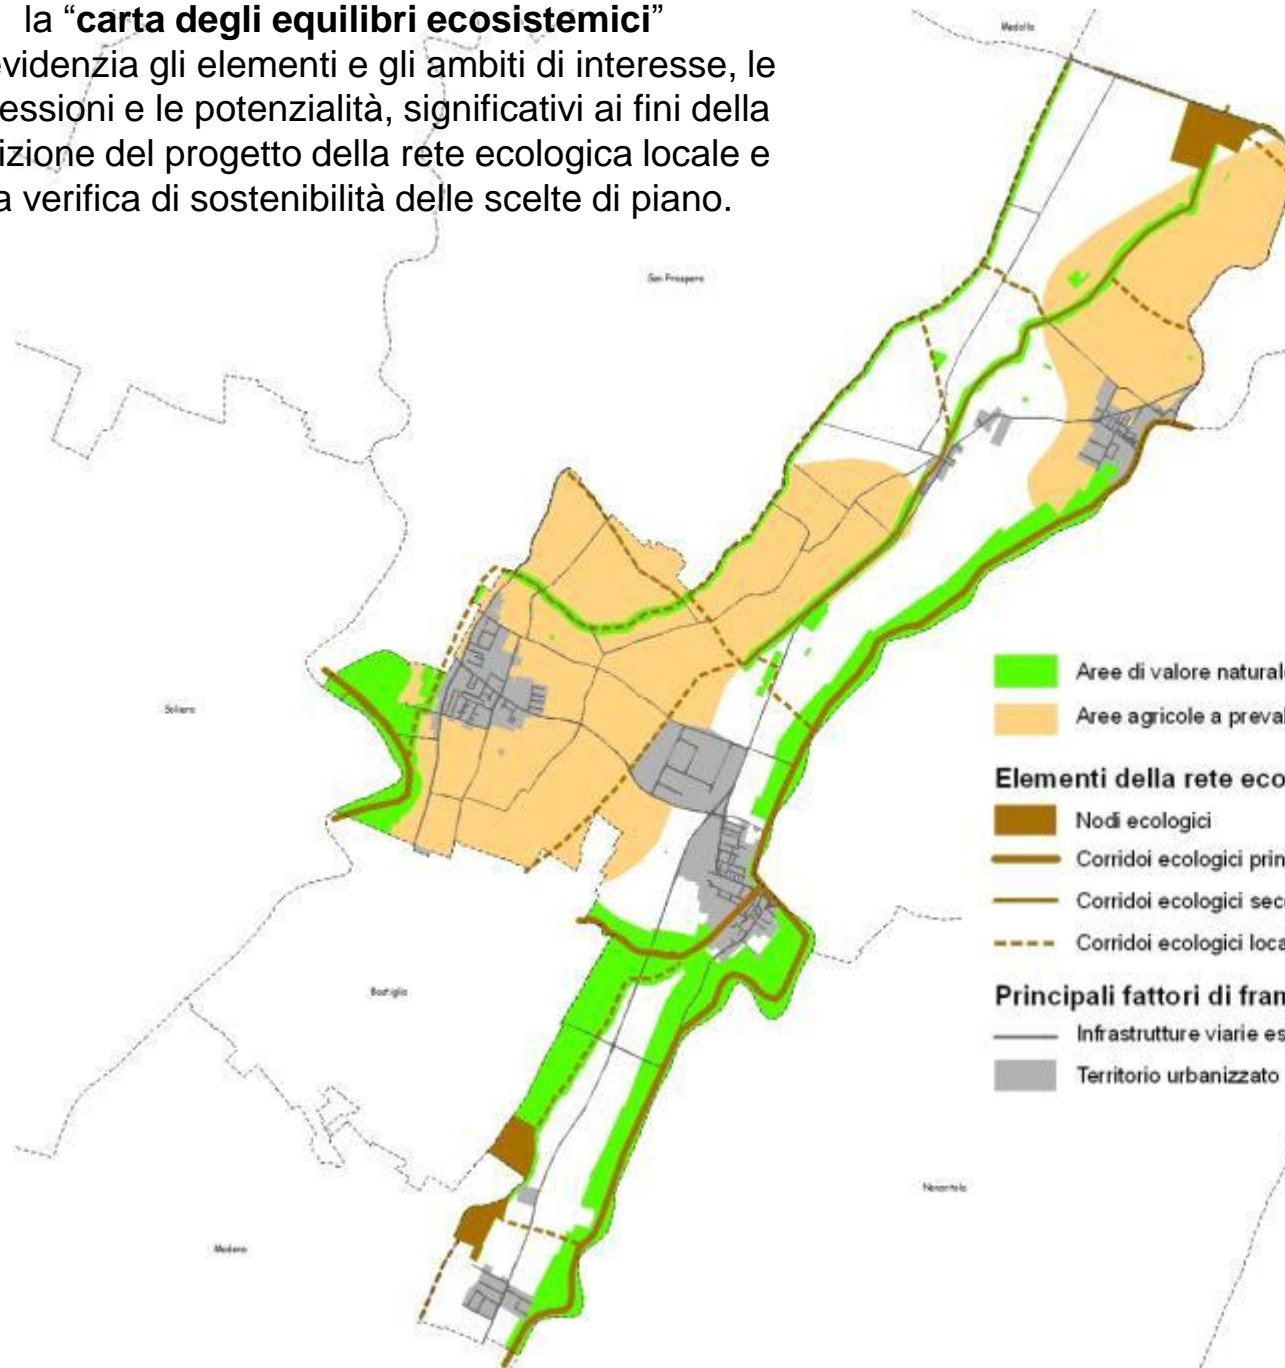 la “carta degli equilibri ecosistemici”
evidenzia gli elementi e gli ambiti di interesse, le
essioni e le potenzialità, significativi ai fini della
izione del progetto della rete ecologica locale e
a verifica di sostenibilità delle scelte di piano.
Medolla
San Prospero
Soliera
Bastiglia
Modena
Nonantola
Aree di valore natural
Aree agricole a preval
Elementi della rete eco
Nodi ecologici
Corridoi ecologici prin
Corridoi ecologici seco
Corridoi ecologici loca
Principali fattori di fram
Infrastrutture viarie es
Territorio urbanizzato